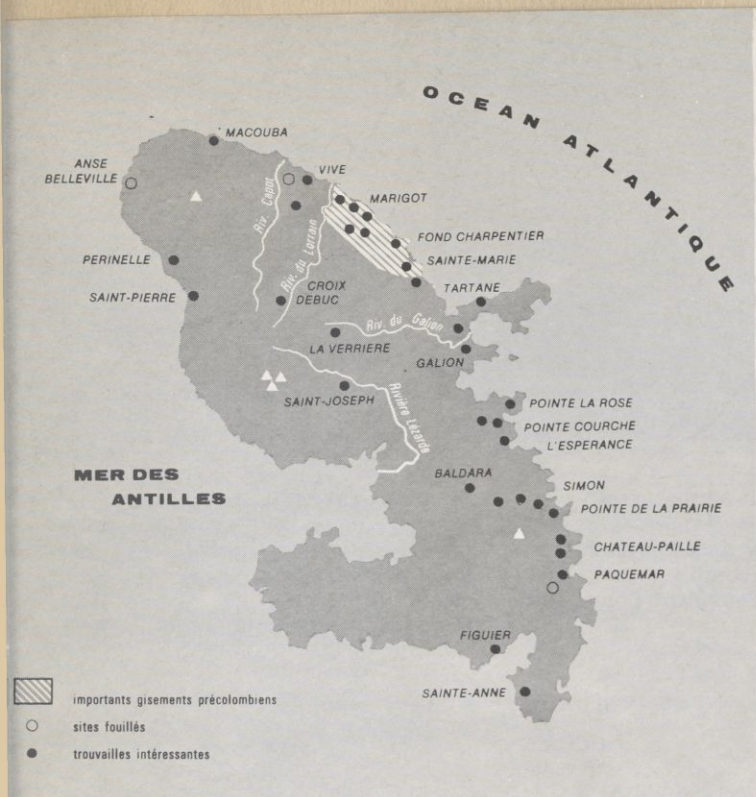 OCEAN ATLANTIQUE
MACOUBA
ANSE
BELLEVILLE
VIVE
MARIGOT
Riv. Capot
Riv. du Lorrain
FOND CHARPENTIER
PERINELLE
SAINTE-MARIE
CROIX
DEBUC
TARTANE
SAINT-PIERRE
Riv. du Galion
LA VERRIERE
GALION
SAINT-JOSEPH
Rivière Lézarde
POINTE LA ROSE
POINTE COURCHE
L'ESPERANCE
MER DES
ANTILLES
BALDARA
SIMON
POINTE DE LA PRAIRIE
CHATEAU-PAILLE
PAQUEMAR
FIGUIER
SAINTE-ANNE
importants gisements précolombiens
sites fouillés
trouvailles intéressantes